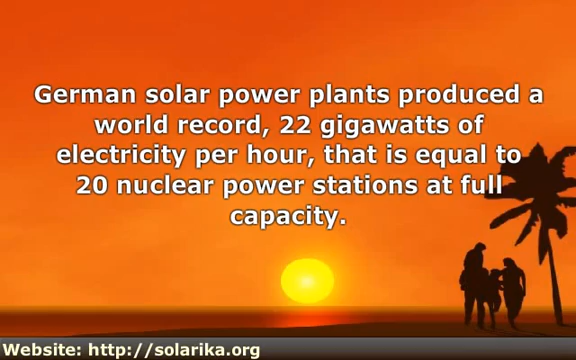 German solar power plants produced a
world record, 22 gigawatts of
electricity per hour, that is equal to
20 nuclear power stations at full
capacity.
Website: http://solarika.org